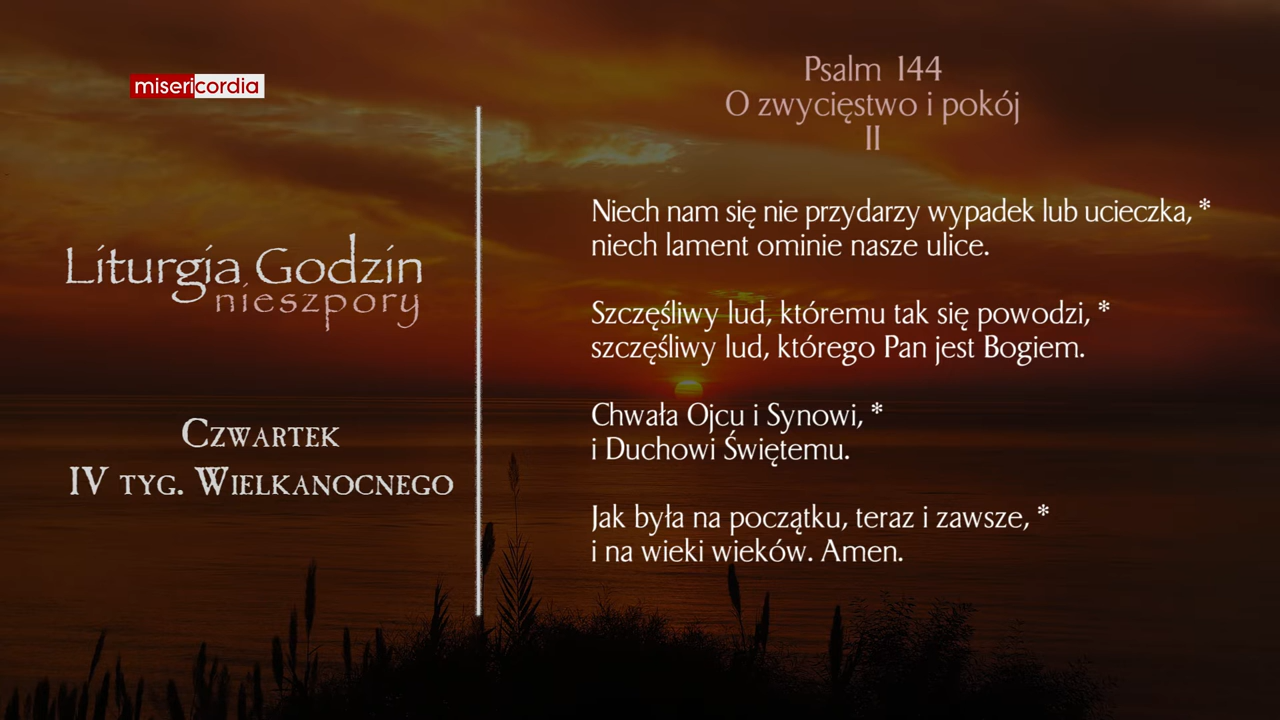 misericordia
Liturgia Godzin
nieszpory
Czwartek
IV tyg. Wielkanocnego
Psalm 144
O zwycięstwo i pokój
II
Niech nam się nie przydarzy wypadek lub ucieczka, *
niech lament ominie nasze ulice.
Szczęśliwy lud, któremu tak się powodzi, *
szczęśliwy lud, którego Pan jest Bogiem.
Chwała Ojcu i Synowi, *
i Duchowi Świętemu.
Jak była na początku, teraz i zawsze, *
i na wieki wieków. Amen.